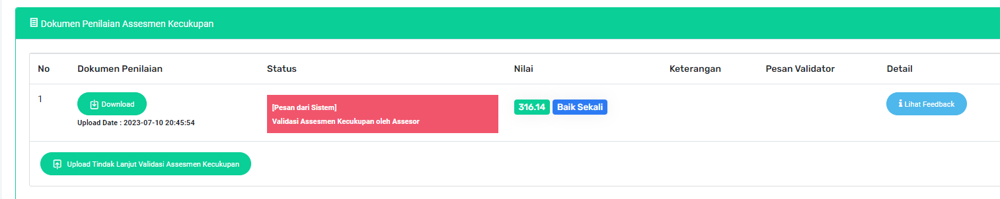 Dokumen Penilaian Assesmen Kecukupan
No Dokumen Penilaian Status Nilai Keterangan Pesan Validator Detail
1 Download [Pesan dari Sistem] 316.14 Baik Sekali Lihat Feedback
Upload Date : 2023-07-10 20:45:54 Validasi Assesmen Kecukupan oleh Assesor
Upload Tindak Lanjut Validasi Assesmen Kecukupan